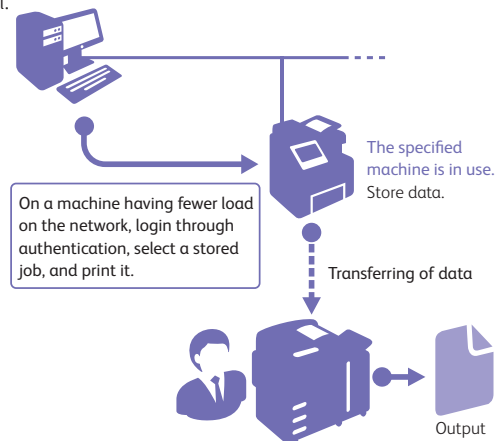 l.
The specified
machine is in use.
Store data.
On a machine having fewer load
on the network, login through
authentication, select a stored
job, and print it.
Transferring of data
Output